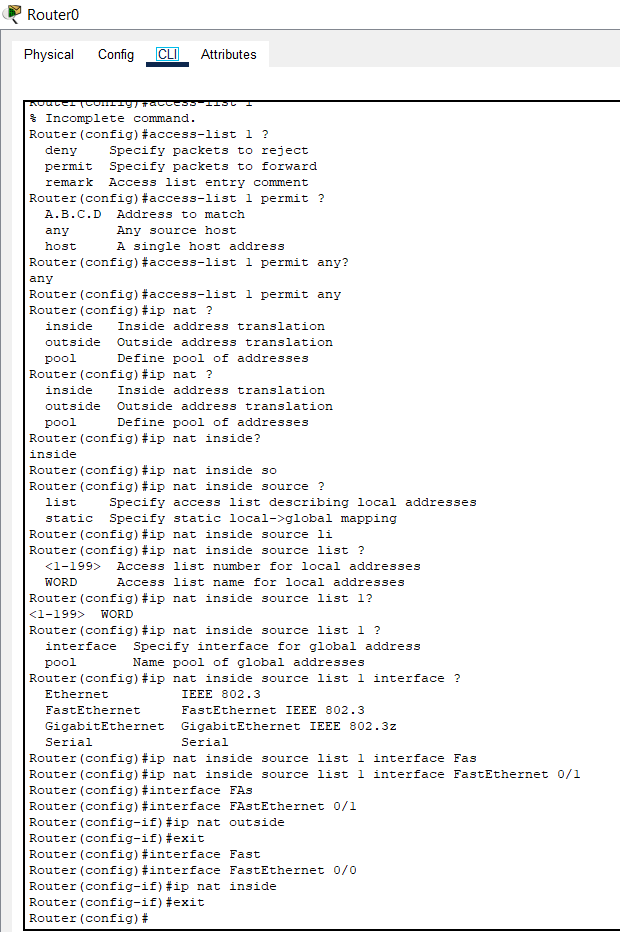 Router0
Physical Config CLI Attributes
Router(config)#access-list 1
% Incomplete command.
Router(config)#access-list 1 ?
deny Specify packets to reject
permit Specify packets to forward
remark Access list entry comment
Router(config)#access-list 1 permit ?
A.B.C.D Address to match
any Any source host
host A single host address
Router(config)#access-list 1 permit any?
any
Router(config)#access-list 1 permit any
Router(config)#ip nat ?
inside Inside address translation
outside Outside address translation
pool Define pool of addresses
Router(config)#ip nat ?
inside Inside address translation
outside Outside address translation
pool Define pool of addresses
Router(config)#ip nat inside?
inside
Router(config)#ip nat inside so
Router(config)#ip nat inside source ?
list Specify access list describing local addresses
static Specify static local->global mapping
Router(config)#ip nat inside source li
Router(config)#ip nat inside source list ?
<1-199> Access list number for local addresses
WORD Access list name for local addresses
Router(config)#ip nat inside source list 1?
<1-199> WORD
Router(config)#ip nat inside source list 1 ?
interface Specify interface for global address
pool Name pool of global addresses
Router(config)#ip nat inside source list 1 interface ?
Ethernet IEEE 802.3
FastEthernet FastEthernet IEEE 802.3
GigabitEthernet GigabitEthernet IEEE 802.3z
Serial Serial
Router(config)#ip nat inside source list 1 interface Fas
Router(config)#ip nat inside source list 1 interface FastEthernet 0/1
Router(config)#interface FAs
Router(config)#interface FAstEthernet 0/1
Router(config-if)#ip nat outside
Router(config-if)#exit
Router(config)#interface Fast
Router(config)#interface FastEthernet 0/0
Router(config-if)#ip nat inside
Router(config-if)#exit
Router(config)#